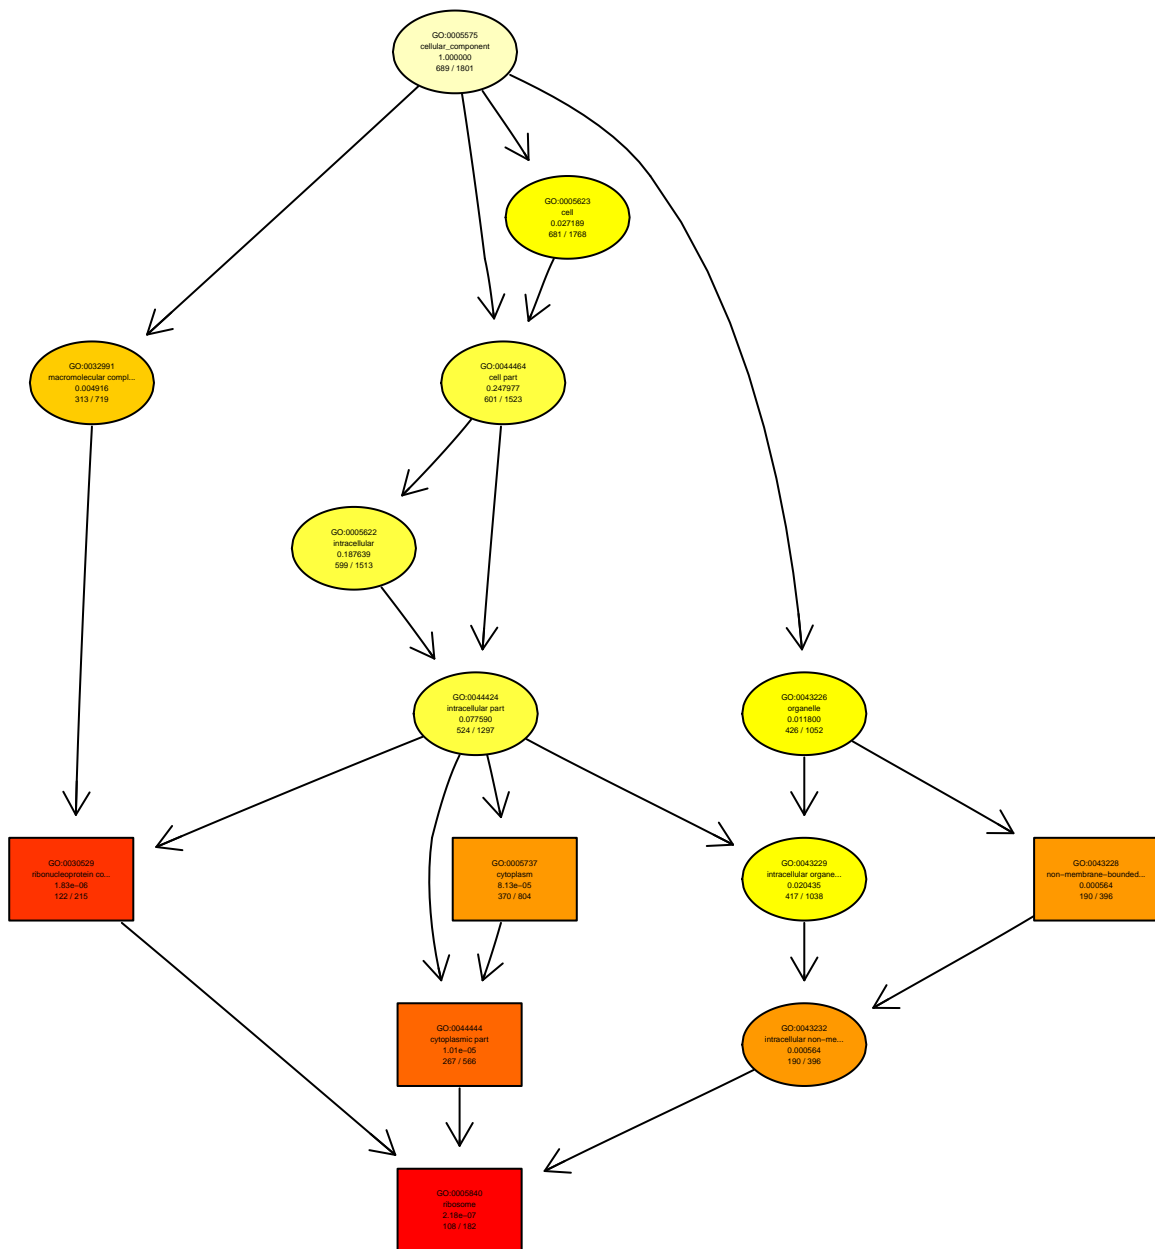 GO:0005575
cellular_component
1.000000
689 / 1801
GO:0005623
cell
0.027189
681 / 1768
GO:0032991
macromolecular compl...
0.004916
313 / 719
GO:0044464
cell part
0.247977
601 / 1523
GO:0005622
intracellular
0.187639
599 / 1513
GO:0044424
intracellular part
0.077590
524 / 1297
GO:0043226
organelle
0.011800
426 / 1052
GO:0030529
ribonucleoprotein co...
1.83e−06
122 / 215
GO:0005737
cytoplasm
8.13e−05
370 / 804
GO:0043229
intracellular organe...
0.020435
417 / 1038
GO:0043228
non−membrane−bounded...
0.000564
190 / 396
GO:0044444
cytoplasmic part
1.01e−05
267 / 566
GO:0043232
intracellular non−me...
0.000564
190 / 396
GO:0005840
ribosome
2.18e−07
108 / 182